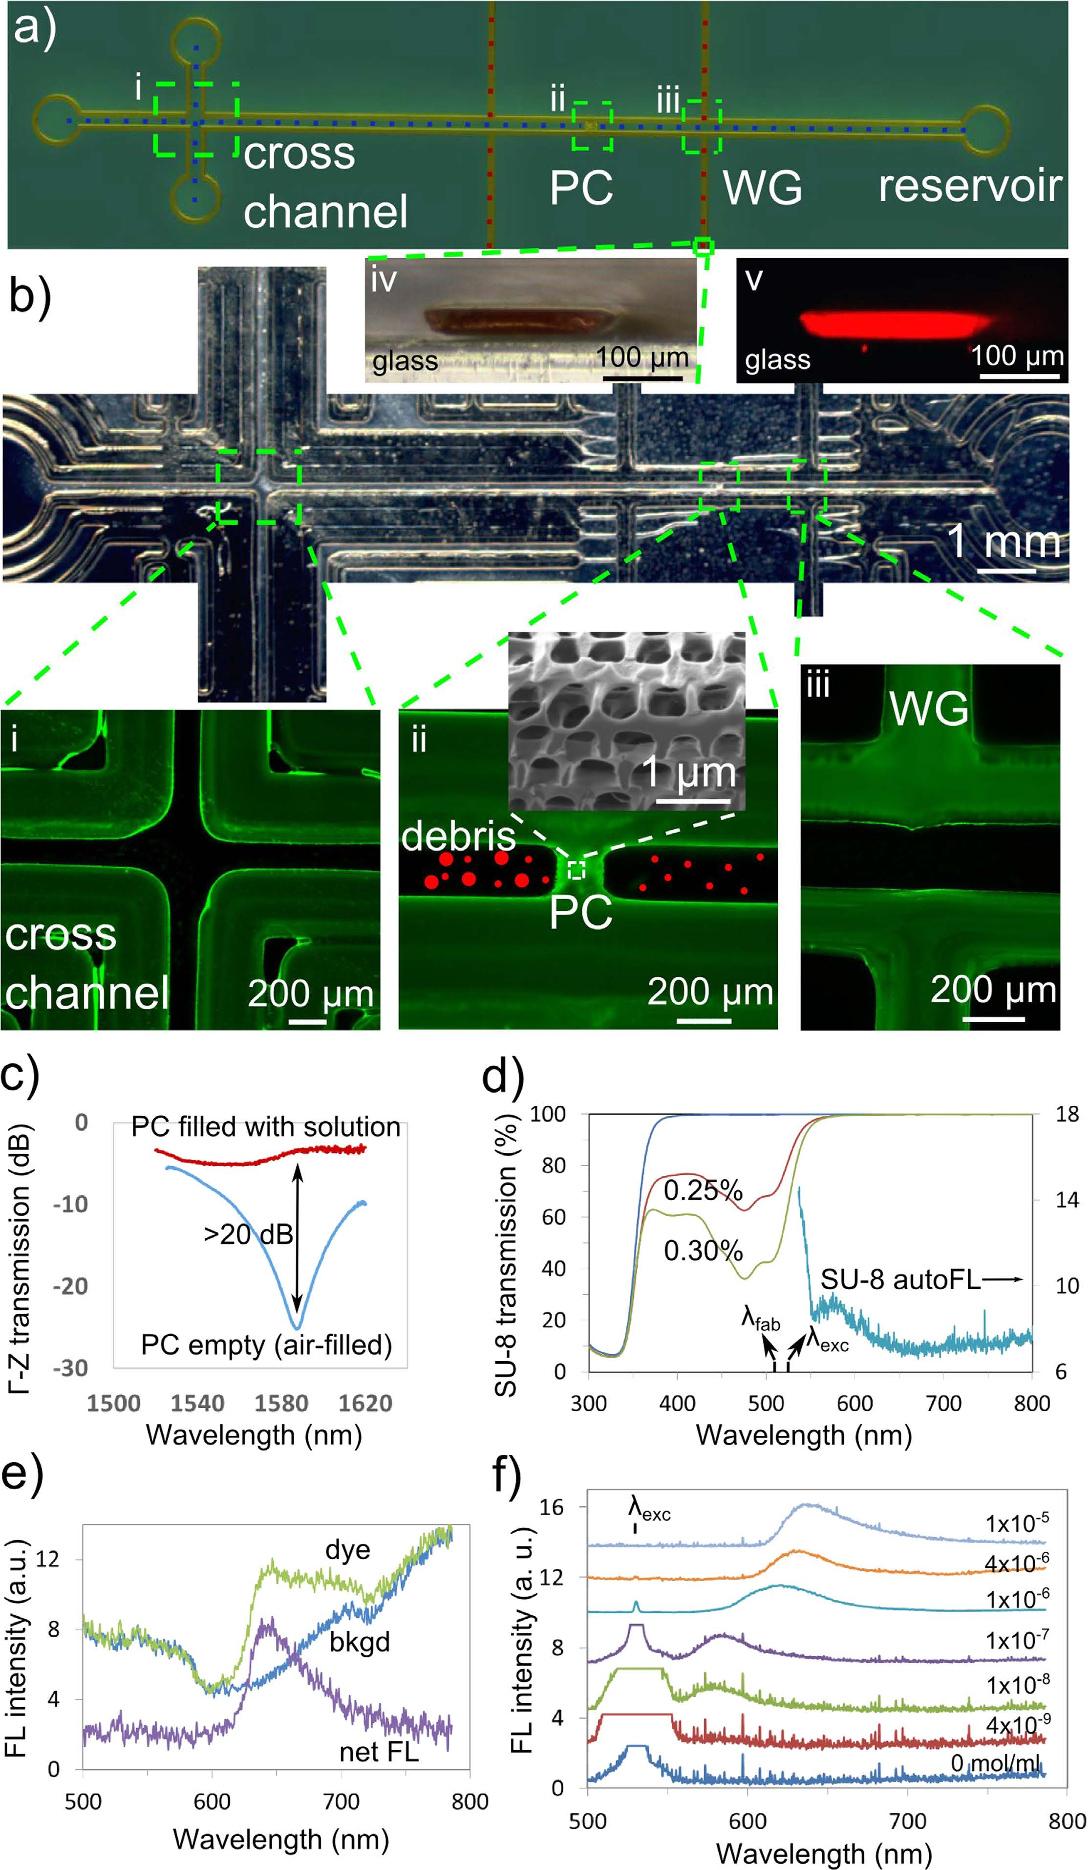 a)
i
ii
iii
cross
channel
PC
WG
reservoir
b)
iv
glass
100 µm
v
glass
100 µm
1 mm
i
cross
channel
200 µm
ii
1 µm
debris
PC
200 µm
iii
WG
200 µm
c)
0
-10
-20
-30
Γ-Z transmission (dB)
PC filled with solution
>20 dB
PC empty (air-filled)
1500 1540 1580 1620
Wavelength (nm)
d)
100
80
60
40
20
0
SU-8 transmission (%)
18
14
10
6
0.25%
0.30%
SU-8 autoFL
λfab
λexc
300 400 500 600 700 800
Wavelength (nm)
e)
12
8
4
0
FL intensity (a.u.)
dye
bkgd
net FL
500 600 700 800
Wavelength (nm)
f)
16
12
8
4
0
FL intensity (a. u.)
λexc
1x10-5
4x10-6
1x10-6
1x10-7
1x10-8
4x10-9
0 mol/ml
500 600 700 800
Wavelength (nm)